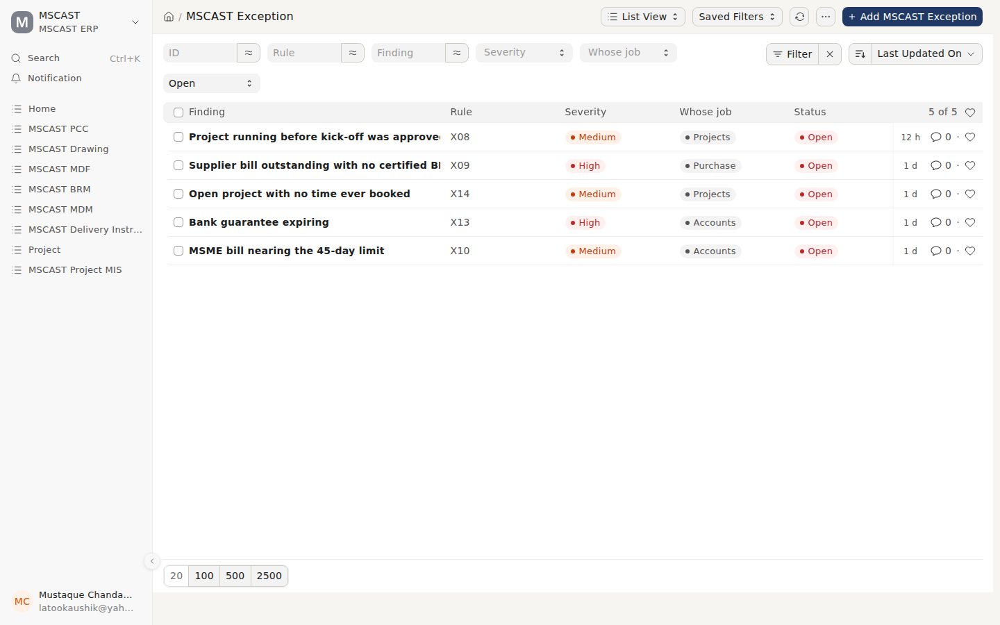 MSCAST
MSCAST ERP
Search Ctrl+K
Notification
Home
MSCAST PCC
MSCAST Drawing
MSCAST MDF
MSCAST BRM
MSCAST MDM
MSCAST Delivery Instr...
Project
MSCAST Project MIS
Mustaque Chanda...
latookaushik@yah...
MC
/ MSCAST Exception
List View
Saved Filters
+ Add MSCAST Exception
ID ≈ Rule ≈ Finding ≈ Severity Whose job
Filter
Last Updated On
Open
Finding Rule Severity Whose job Status 5 of 5
Project running before kick-off was approve X08 Medium Projects Open 12 h 0 ·
Supplier bill outstanding with no certified X09 High Purchase Open 1 d 0 ·
Open project with no time ever booked X14 Medium Projects Open 1 d 0 ·
Bank guarantee expiring X13 High Accounts Open 1 d 0 ·
MSME bill nearing the 45-day limit X10 Medium Accounts Open 1 d 0 ·
20 100 500 2500